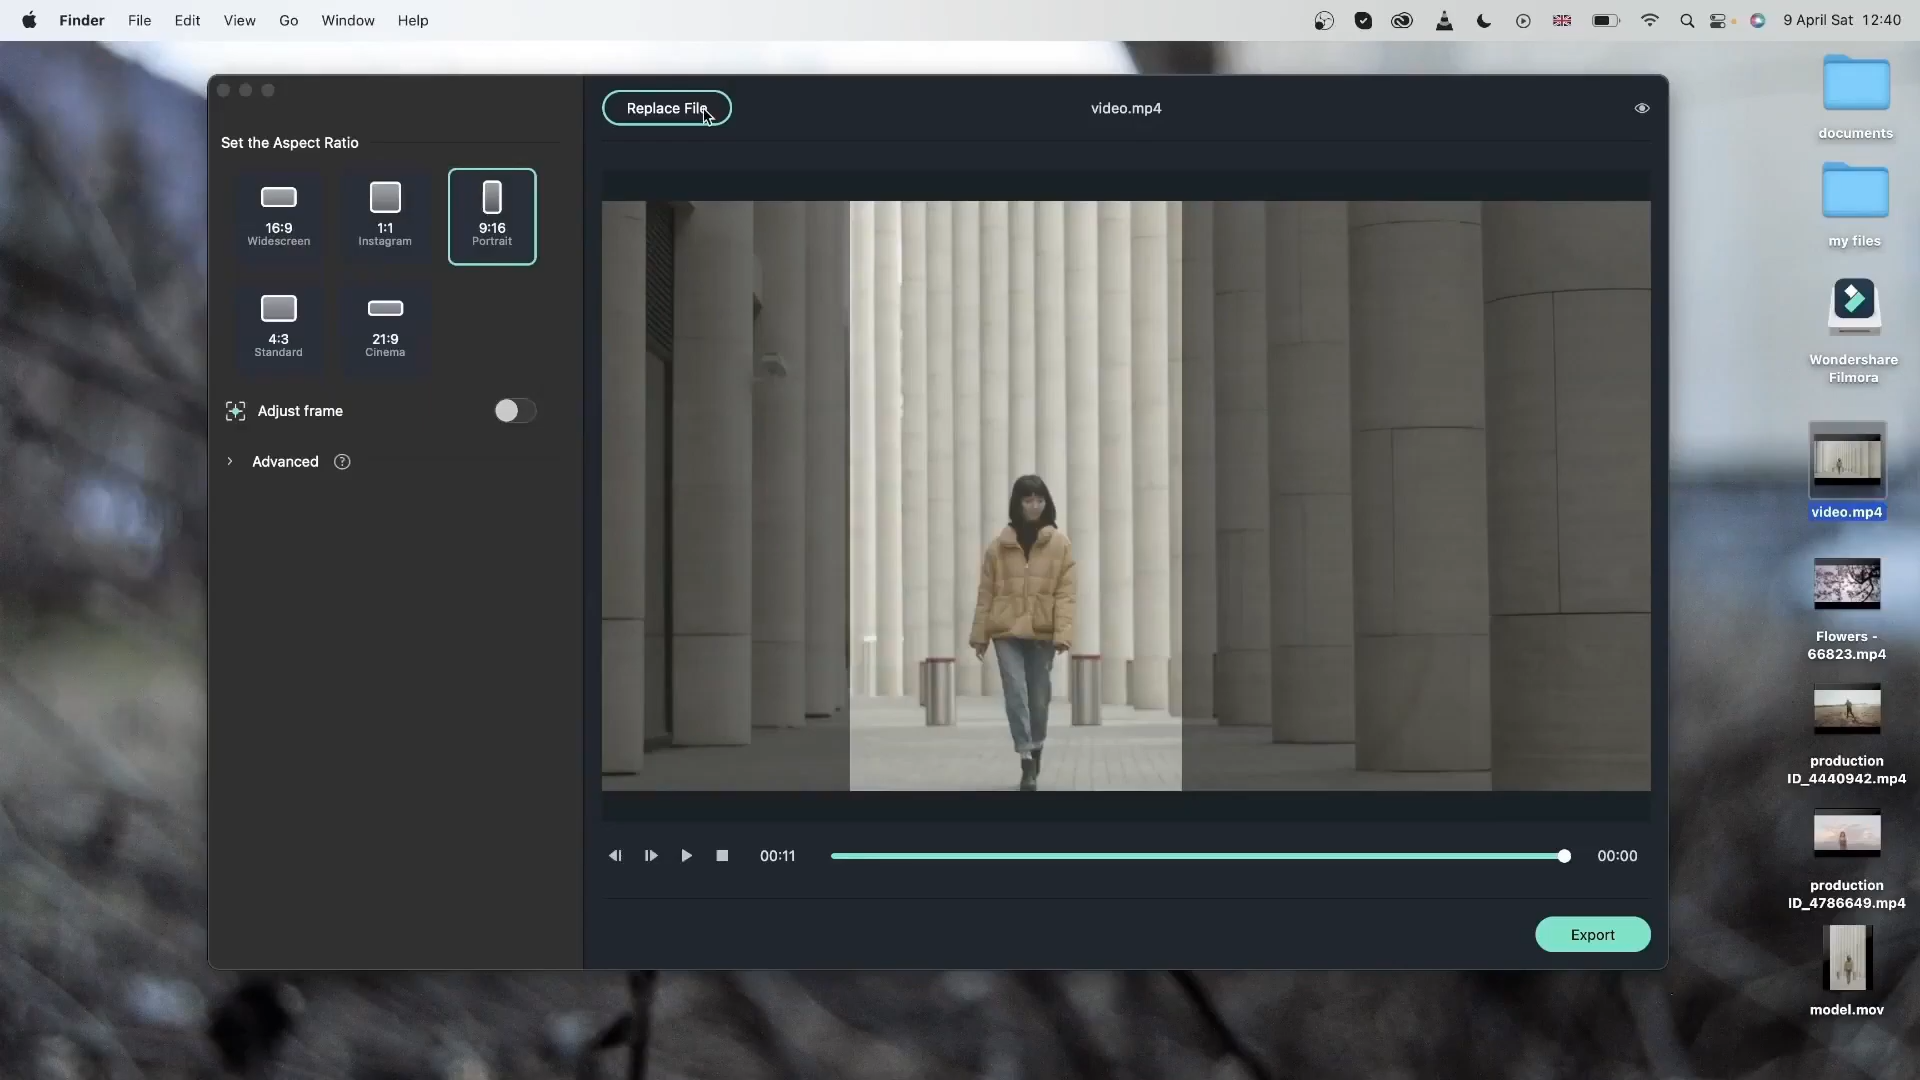 Finder File Edit View Go Window Help 9 April Sat 12:40
Replace File
video.mp4
Set the Aspect Ratio
16:9
Widescreen
1:1
Instagram
9:16
Portrait
4:3
Standard
21:9
Cinema
Adjust frame
Advanced ?
00:11
00:00
Export
documents
my files
Wondershare
Filmora
video.mp4
Flowers -
66823.mp4
production
ID_4440942.mp4
production
ID_4786649.mp4
model.mov